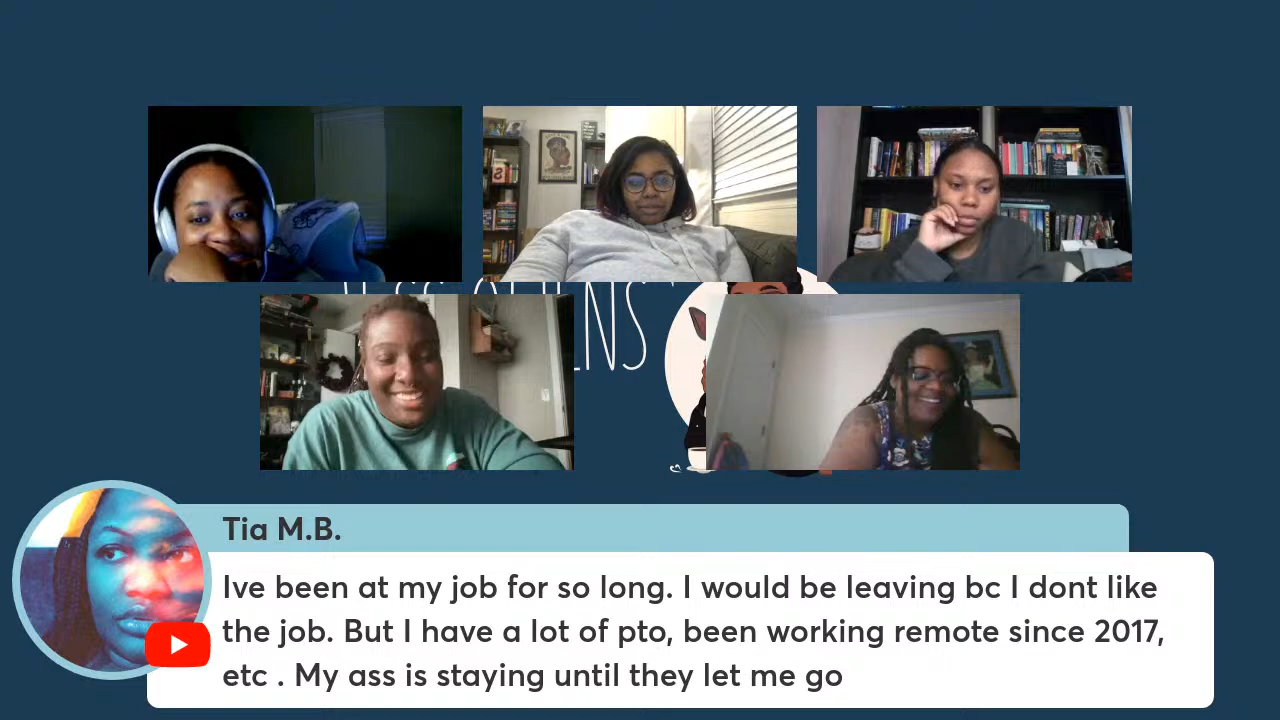 Tia M.B.
Ive been at my job for so long. I would be leaving bc I dont like
the job. But I have a lot of pto, been working remote since 2017,
etc . My ass is staying until they let me go